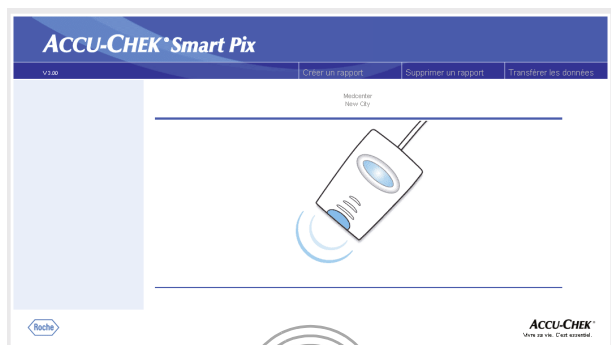 ACCU-CHEK® Smart Pix
V 3.00
Créer un rapport
Supprimer un rapport
Transférer les données
Medcenter
New City
Roche
ACCU-CHEK®
Vivre sa vie. C'est essentiel.